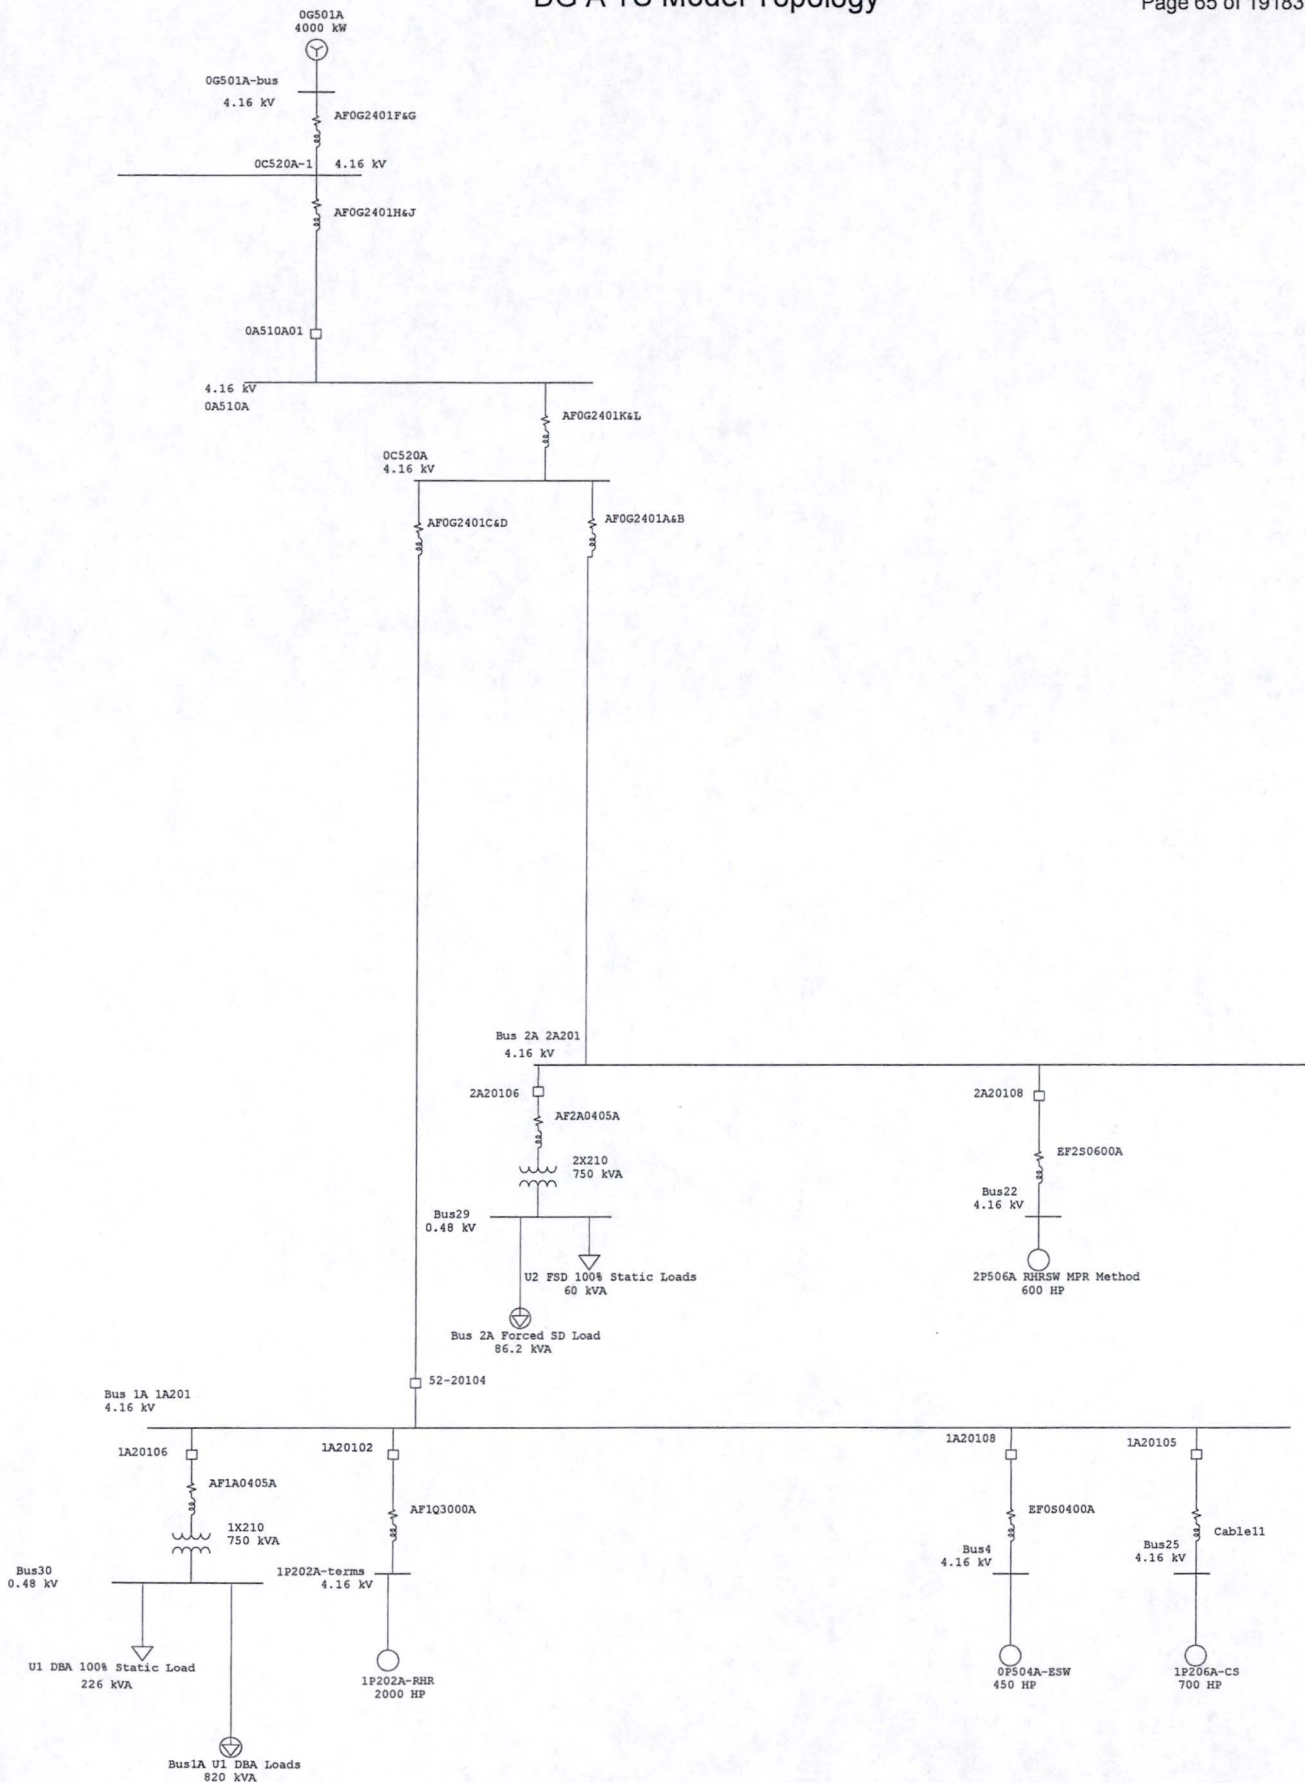 DG A TS Model Topology
Page 65 of 19183
0G501A
4000 kW
0G501A-bus
4.16 kV
AF0G2401F&G
0C520A-1 4.16 kV
AF0G2401H&J
0A510A01
4.16 kV
0A510A
AF0G2401K&L
0C520A
4.16 kV
AF0G2401C&D
AF0G2401A&B
Bus 2A 2A201
4.16 kV
2A20106
2A20108
AF2A0405A
EF2S0600A
2X210
750 kVA
Bus22
4.16 kV
Bus29
0.48 kV
U2 FSD 100% Static Loads
60 kVA
2P506A RHRSW MPR Method
600 HP
Bus 2A Forced SD Load
86.2 kVA
52-20104
Bus 1A 1A201
4.16 kV
1A20106
1A20102
1A20108
1A20105
AF1A0405A
AF1Q3000A
EF0S0400A
Cable11
1X210
750 kVA
Bus4
4.16 kV
Bus25
4.16 kV
Bus30
0.48 kV
1P202A-terms
4.16 kV
U1 DBA 100% Static Load
226 kVA
1P202A-RHR
2000 HP
0P504A-ESW
450 HP
1P206A-CS
700 HP
Bus1A U1 DBA Loads
820 kVA